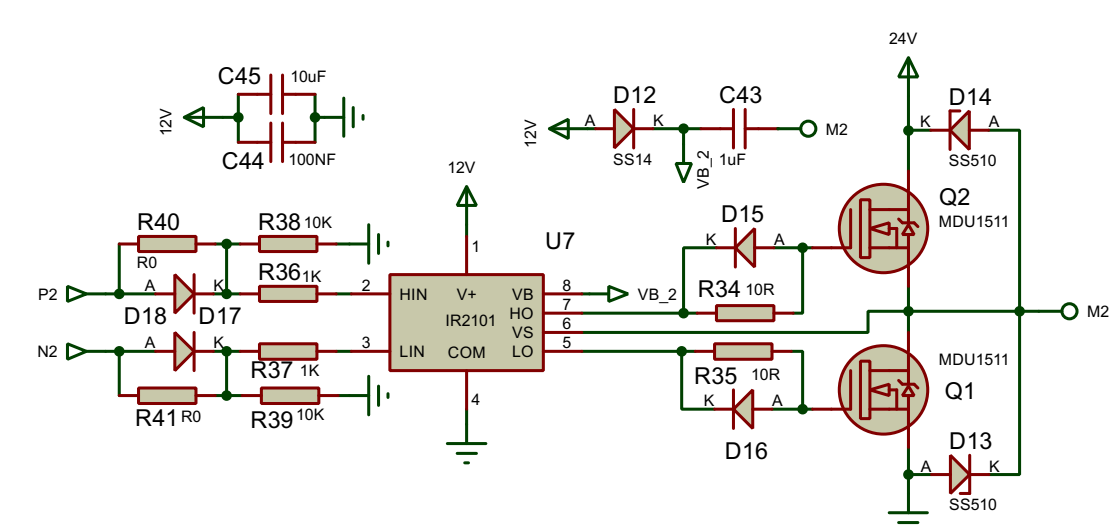 24V
C45 10uF
12V
C44 100NF
D12
12V A K
SS14
VB_2
C43
1uF
M2
D14
K A
SS510
Q2
MDU1511
12V
1
U7
R40
R0
R38 10K
R36 1K
P2 A K
D18 D17
N2 A K
R37 1K
R41 R0
R39 10K
2 HIN V+ VB 8 VB_2
IR2101 HO 7
VS 6
3 LIN COM LO 5
4
D15
K A
R34 10R
M2
R35 10R
K A
D16
MDU1511
Q1
D13
A K
SS510